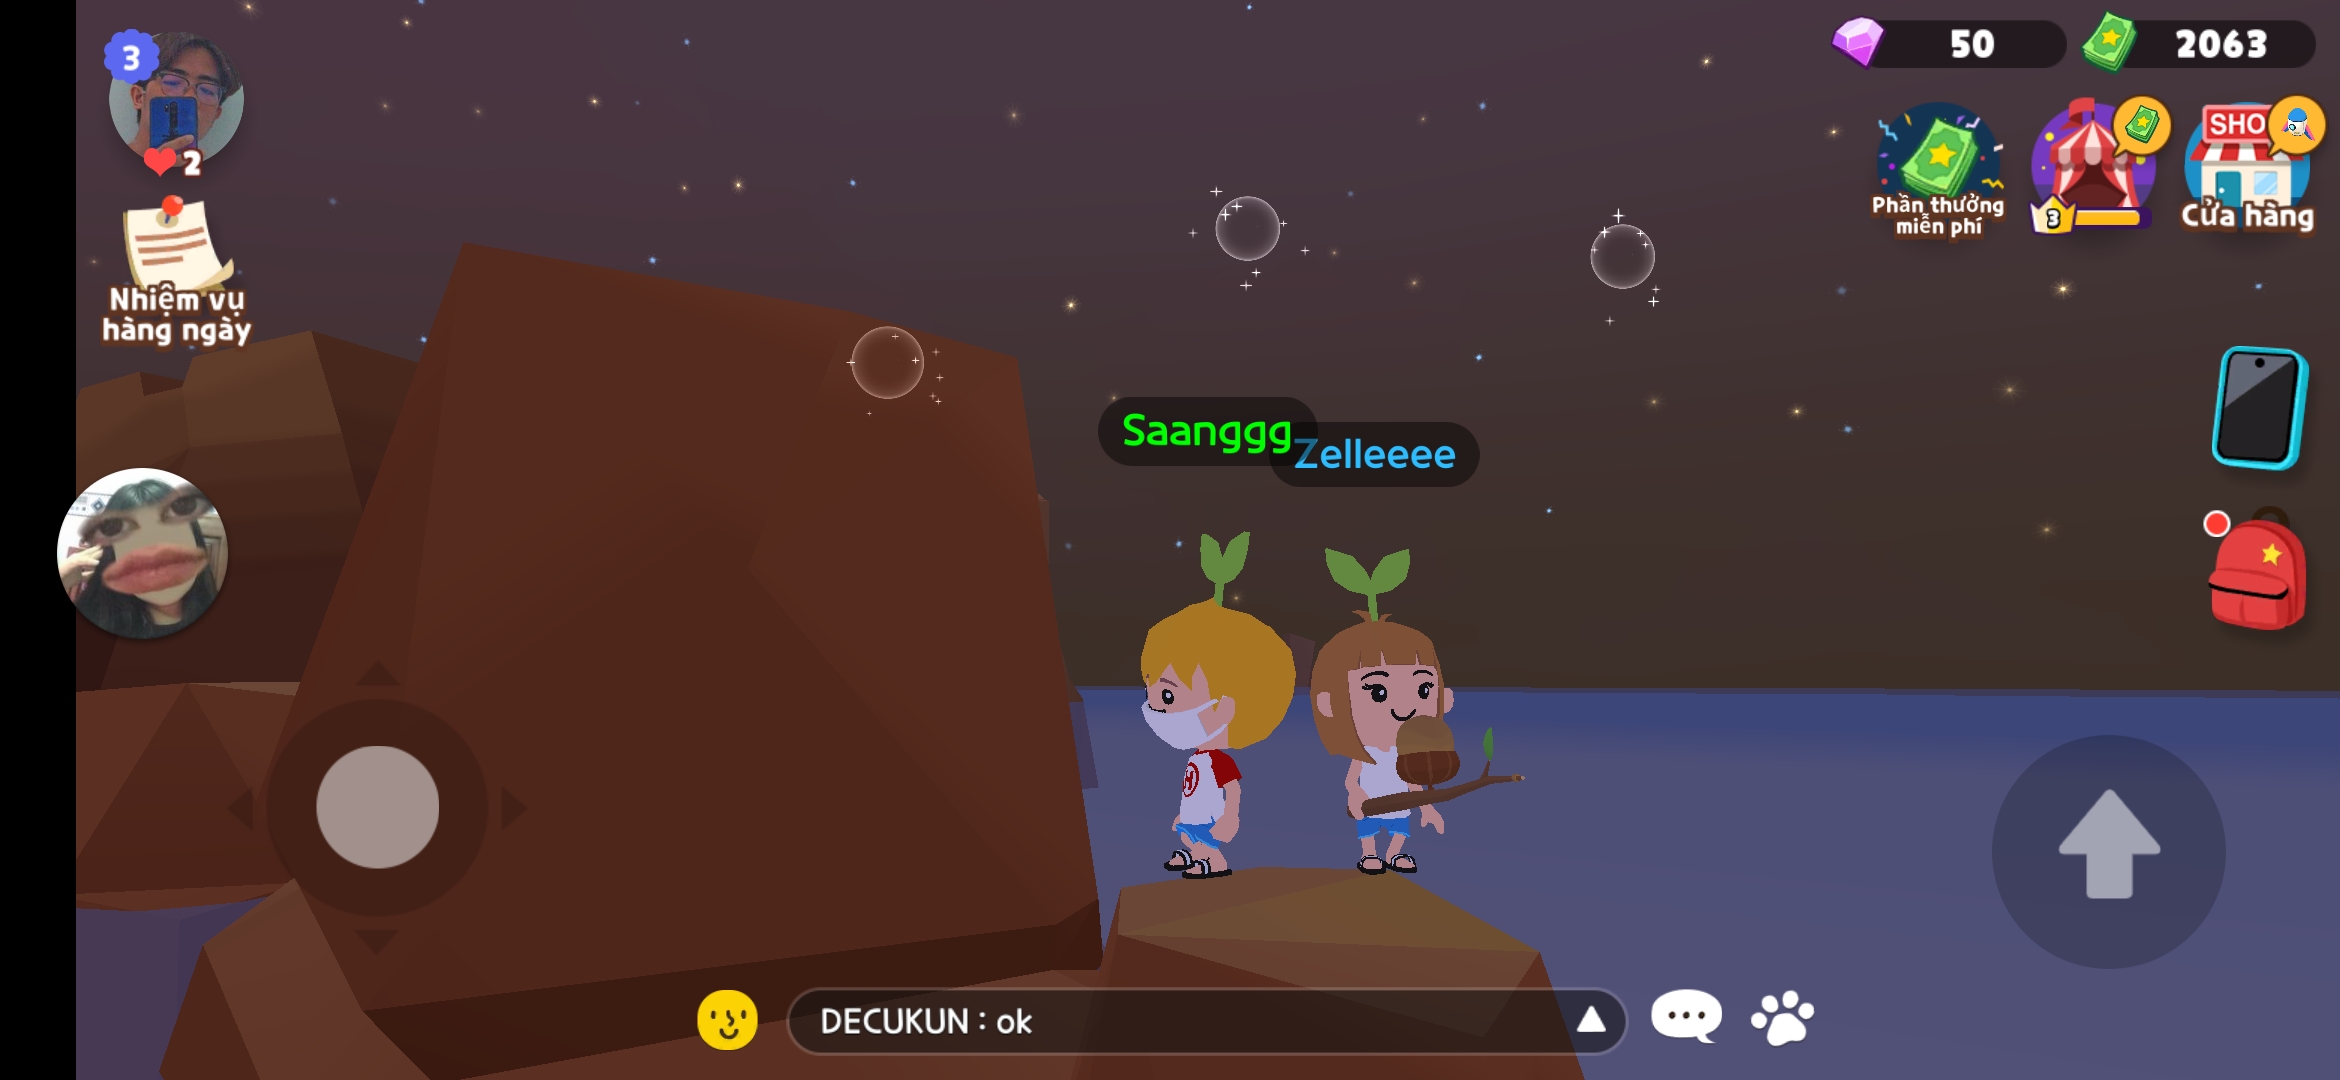 3
50
2063
2
SHO
Phần thưởng
miễn phí
3
Cửa hàng
Nhiệm vụ
hàng ngày
Saanggg
Zelleeee
H
DECUKUN : ok